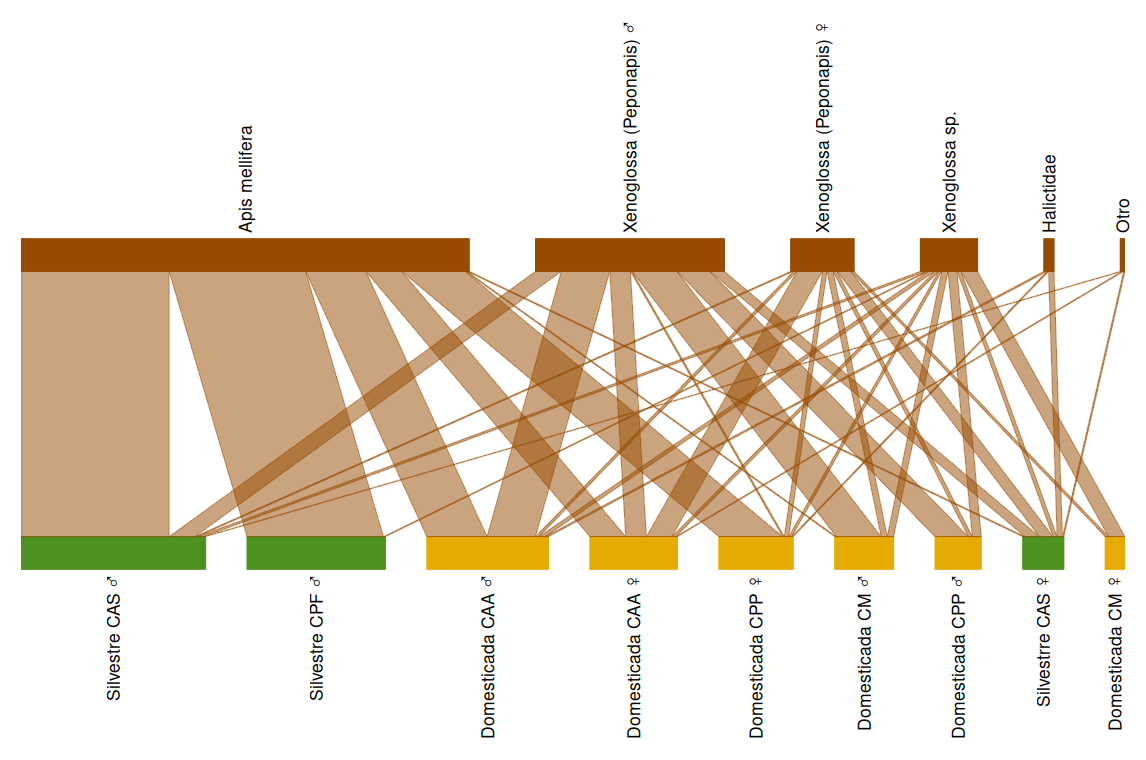 Apis mellifera
Xenoglossa (Peponapis) ♂
Xenoglossa (Peponapis) ♀
Xenoglossa sp.
Halictidae
Otro
Silvestre CAS ♂
Silvestre CPF ♂
Domesticada CAA ♂
Domesticada CAA ♀
Domesticada CPP ♀
Domesticada CM ♂
Domesticada CPP ♂
Silvestrre CAS ♀
Domesticada CM ♀